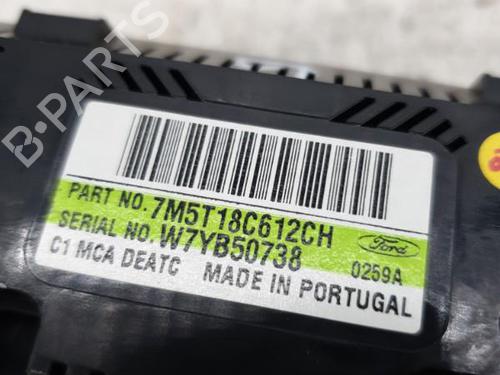 B-PARTS
PART NO. 7M5T18C612CH
SERIAL NO. W7YB50738
Ford
C1 MCA DEATC MADE IN PORTUGAL 0259A